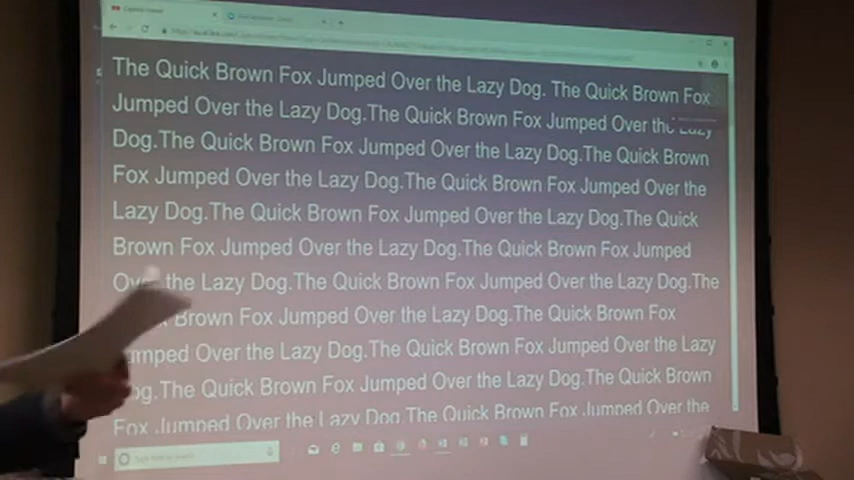 The Quick Brown Fox Jumped Over the Lazy Dog. The Quick Brown Fox
Jumped Over the Lazy Dog.The Quick Brown Fox Jumped Over the Lazy
Dog.The Quick Brown Fox Jumped Over the Lazy Dog.The Quick Brown
Fox Jumped Over the Lazy Dog.The Quick Brown Fox Jumped Over the
Lazy Dog.The Quick Brown Fox Jumped Over the Lazy Dog.The Quick
Brown Fox Jumped Over the Lazy Dog.The Quick Brown Fox Jumped
Over the Lazy Dog.The Quick Brown Fox Jumped Over the Lazy Dog.The
Brown Fox Jumped Over the Lazy Dog.The Quick Brown Fox
Jumped Over the Lazy Dog.The Quick Brown Fox Jumped Over the Lazy
Dog.The Quick Brown Fox Jumped Over the Lazy Dog.The Quick Brown
Fox Jumped Over the Lazy Dog.The Quick Brown Fox Jumped Over the